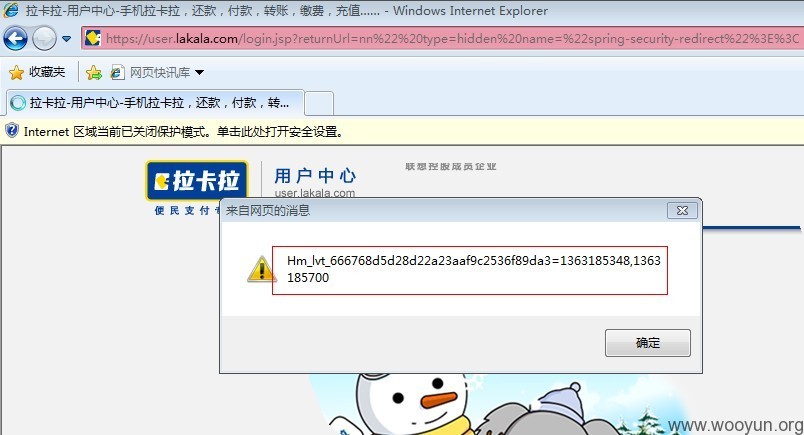 拉卡拉-用户中心-手机拉卡拉，还款，付款，转账，缴费，充值...... - Windows Internet Explorer
https://user.lakala.com/login.jsp?returnUrl=nn%22%20type=hidden%20name=%22spring-security-redirect%22%3E%3C
收藏夹 网页快讯库
拉卡拉-用户中心-手机拉卡拉，还款，付款，转...
Internet 区域当前已关闭保护模式。单击此处打开安全设置。
联想控股成员企业
拉卡拉 用户中心
user.lakala.com
便民支付
来自网页的消息
Hm_lvt_666768d5d28d22a23aaf9c2536f89da3=1363185348,1363
185700
确定
www.wooyun.org